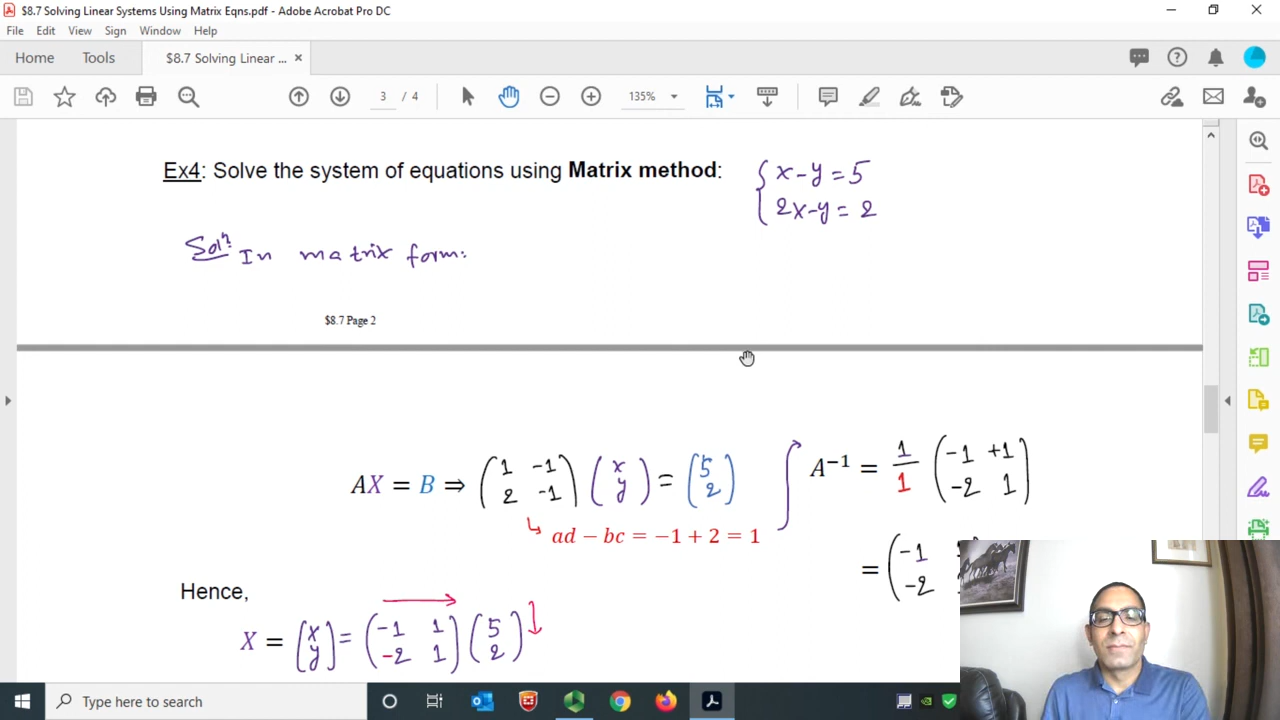 $8.7 Solving Linear Systems Using Matrix Eqns.pdf - Adobe Acrobat Pro DC
File Edit View Sign Window Help
Home Tools $8.7 Solving Linear ... ×
3 / 4 135%
Ex4: Solve the system of equations using Matrix method: { x-y=5
2x-y=2
Solⁿ In matrix form:
$8.7 Page 2
AX = B ⇒ (1 -1
2 -1) (x
y) = (5
2)
ad − bc = −1 + 2 = 1
A⁻¹ = 1/1 (-1 +1
-2 1)
= (-1
-2
Hence,
X = (x
y) = (-1 1
-2 1) (5
2)
Type here to search